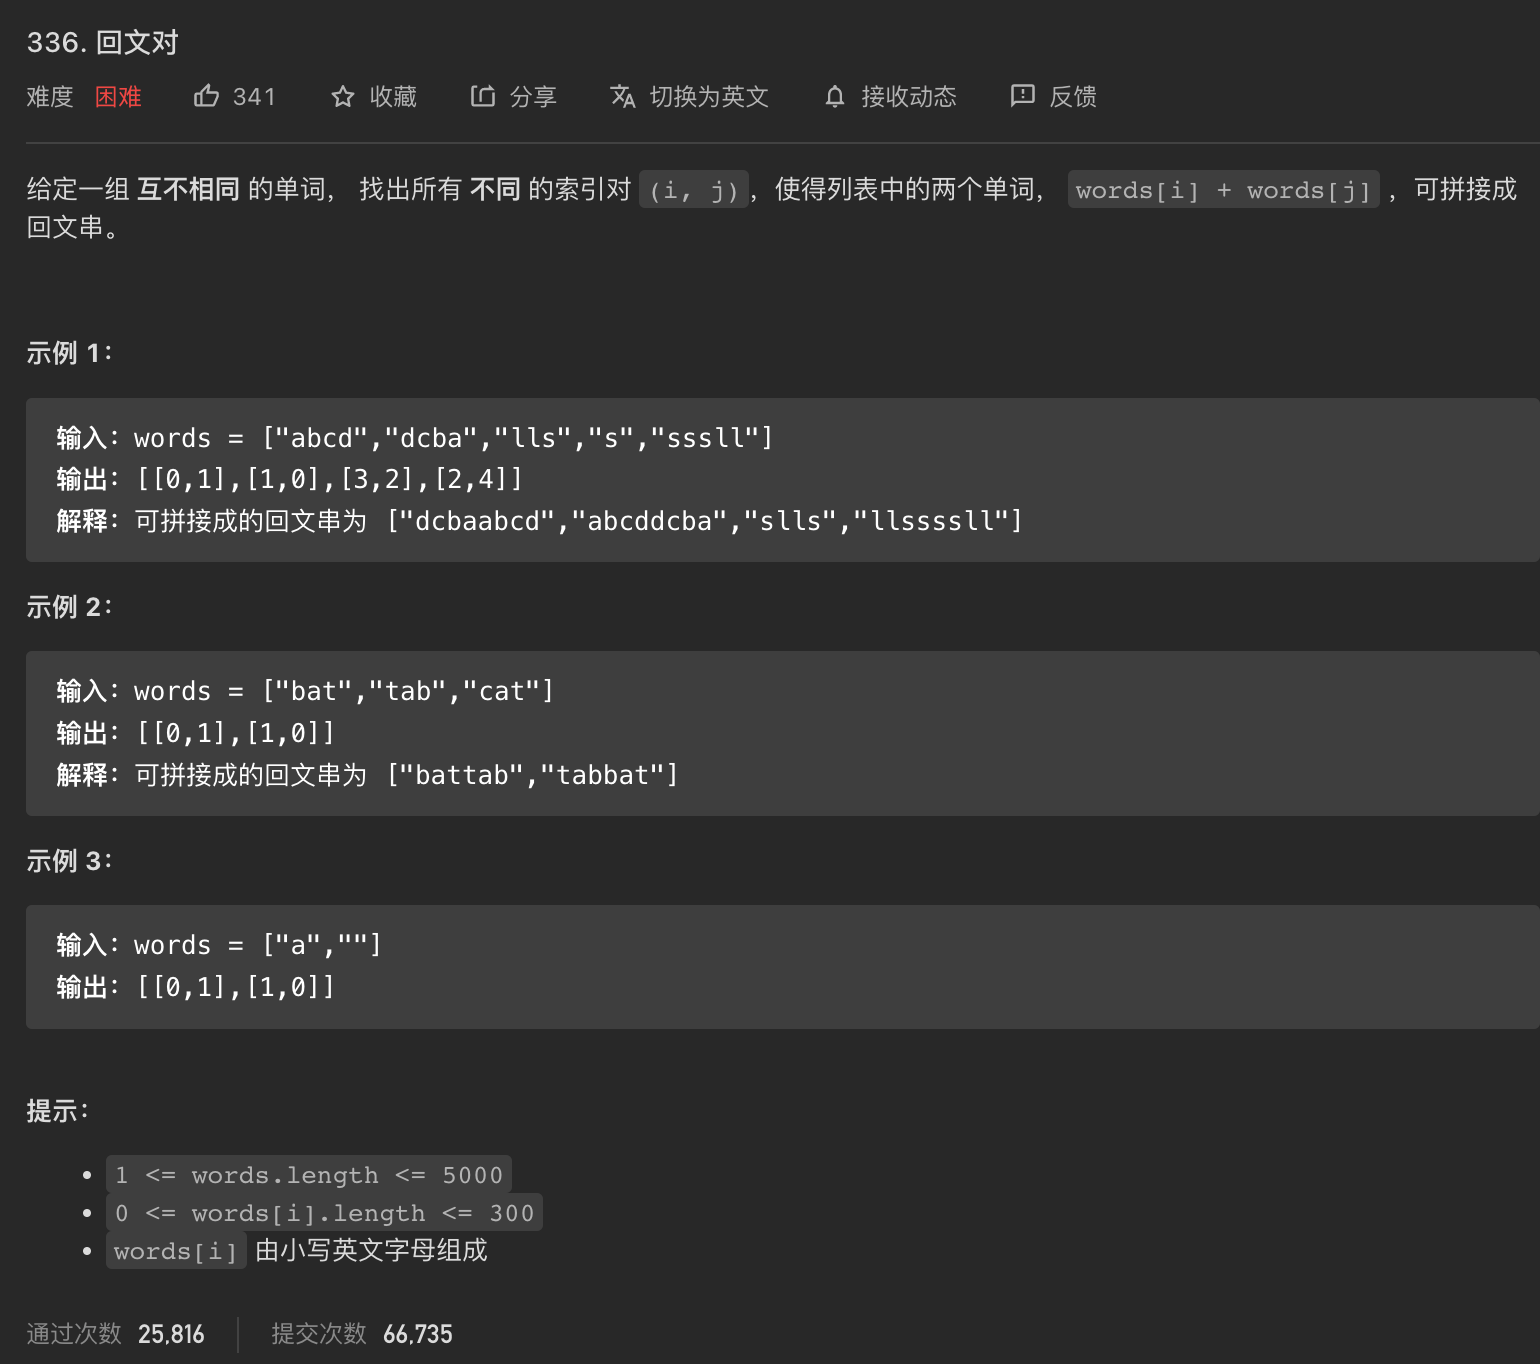 336. 回文对
难度 困难 341 收藏 分享 切换为英文 接收动态 反馈
给定一组 互不相同 的单词， 找出所有 不同 的索引对 (i, j)，使得列表中的两个单词， words[i] + words[j] ，可拼接成
回文串。
示例 1：
输入：words = ["abcd","dcba","lls","s","sssll"]
输出：[[0,1],[1,0],[3,2],[2,4]]
解释：可拼接成的回文串为 ["dcbaabcd","abcddcba","slls","llssssll"]
示例 2：
输入：words = ["bat","tab","cat"]
输出：[[0,1],[1,0]]
解释：可拼接成的回文串为 ["battab","tabbat"]
示例 3：
输入：words = ["a",""]
输出：[[0,1],[1,0]]
提示：
• 1 <= words.length <= 5000
• 0 <= words[i].length <= 300
• words[i] 由小写英文字母组成
通过次数 25,816 提交次数 66,735